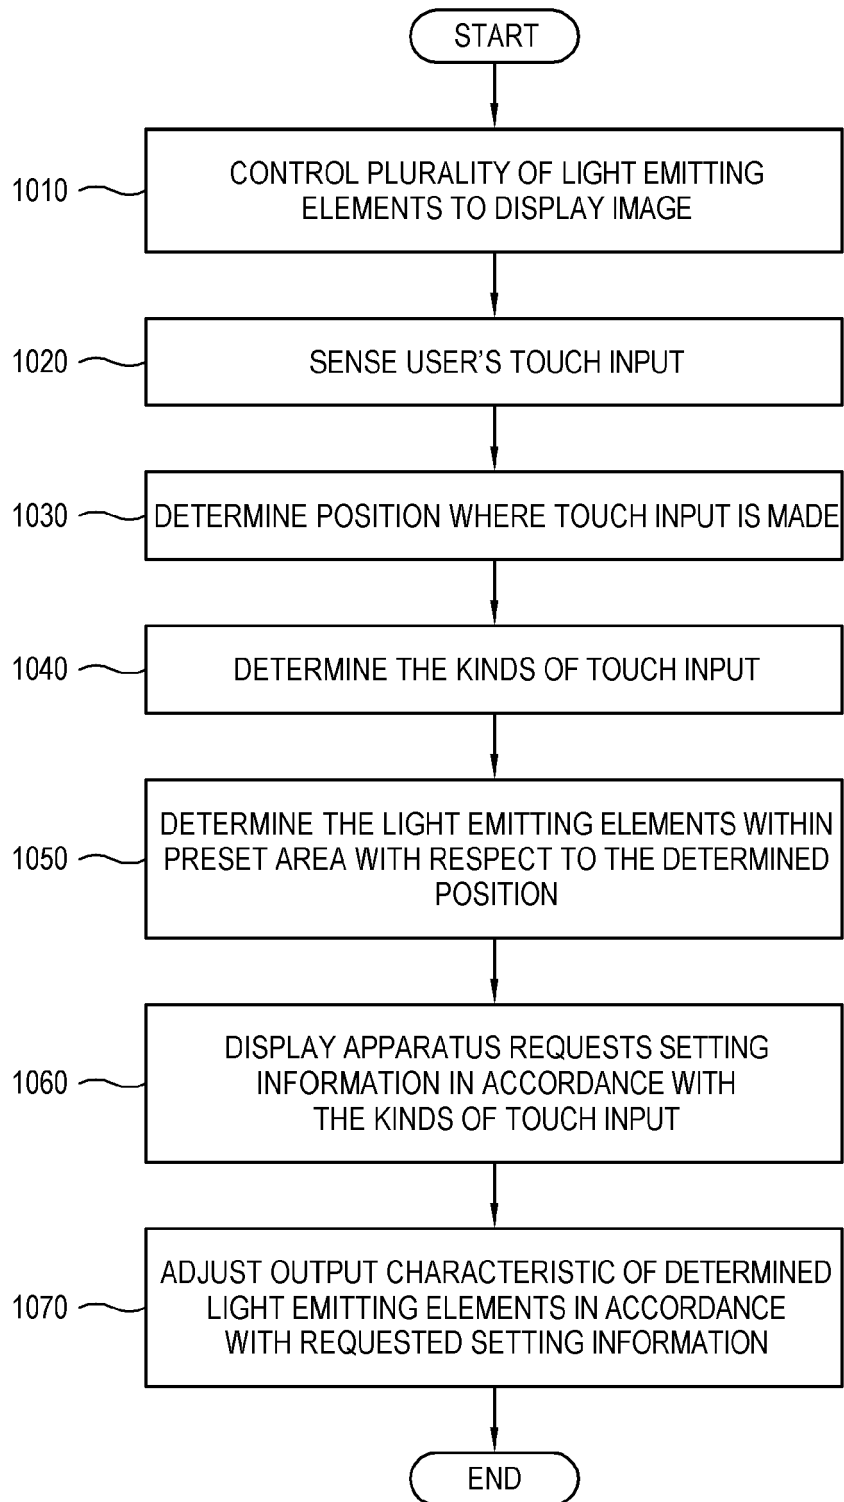 START
1010
CONTROL PLURALITY OF LIGHT EMITTING
ELEMENTS TO DISPLAY IMAGE
1020
SENSE USER'S TOUCH INPUT
1030
DETERMINE POSITION WHERE TOUCH INPUT IS MADE
1040
DETERMINE THE KINDS OF TOUCH INPUT
1050
DETERMINE THE LIGHT EMITTING ELEMENTS WITHIN
PRESET AREA WITH RESPECT TO THE DETERMINED
POSITION
1060
DISPLAY APPARATUS REQUESTS SETTING
INFORMATION IN ACCORDANCE WITH
THE KINDS OF TOUCH INPUT
1070
ADJUST OUTPUT CHARACTERISTIC OF DETERMINED
LIGHT EMITTING ELEMENTS IN ACCORDANCE
WITH REQUESTED SETTING INFORMATION
END